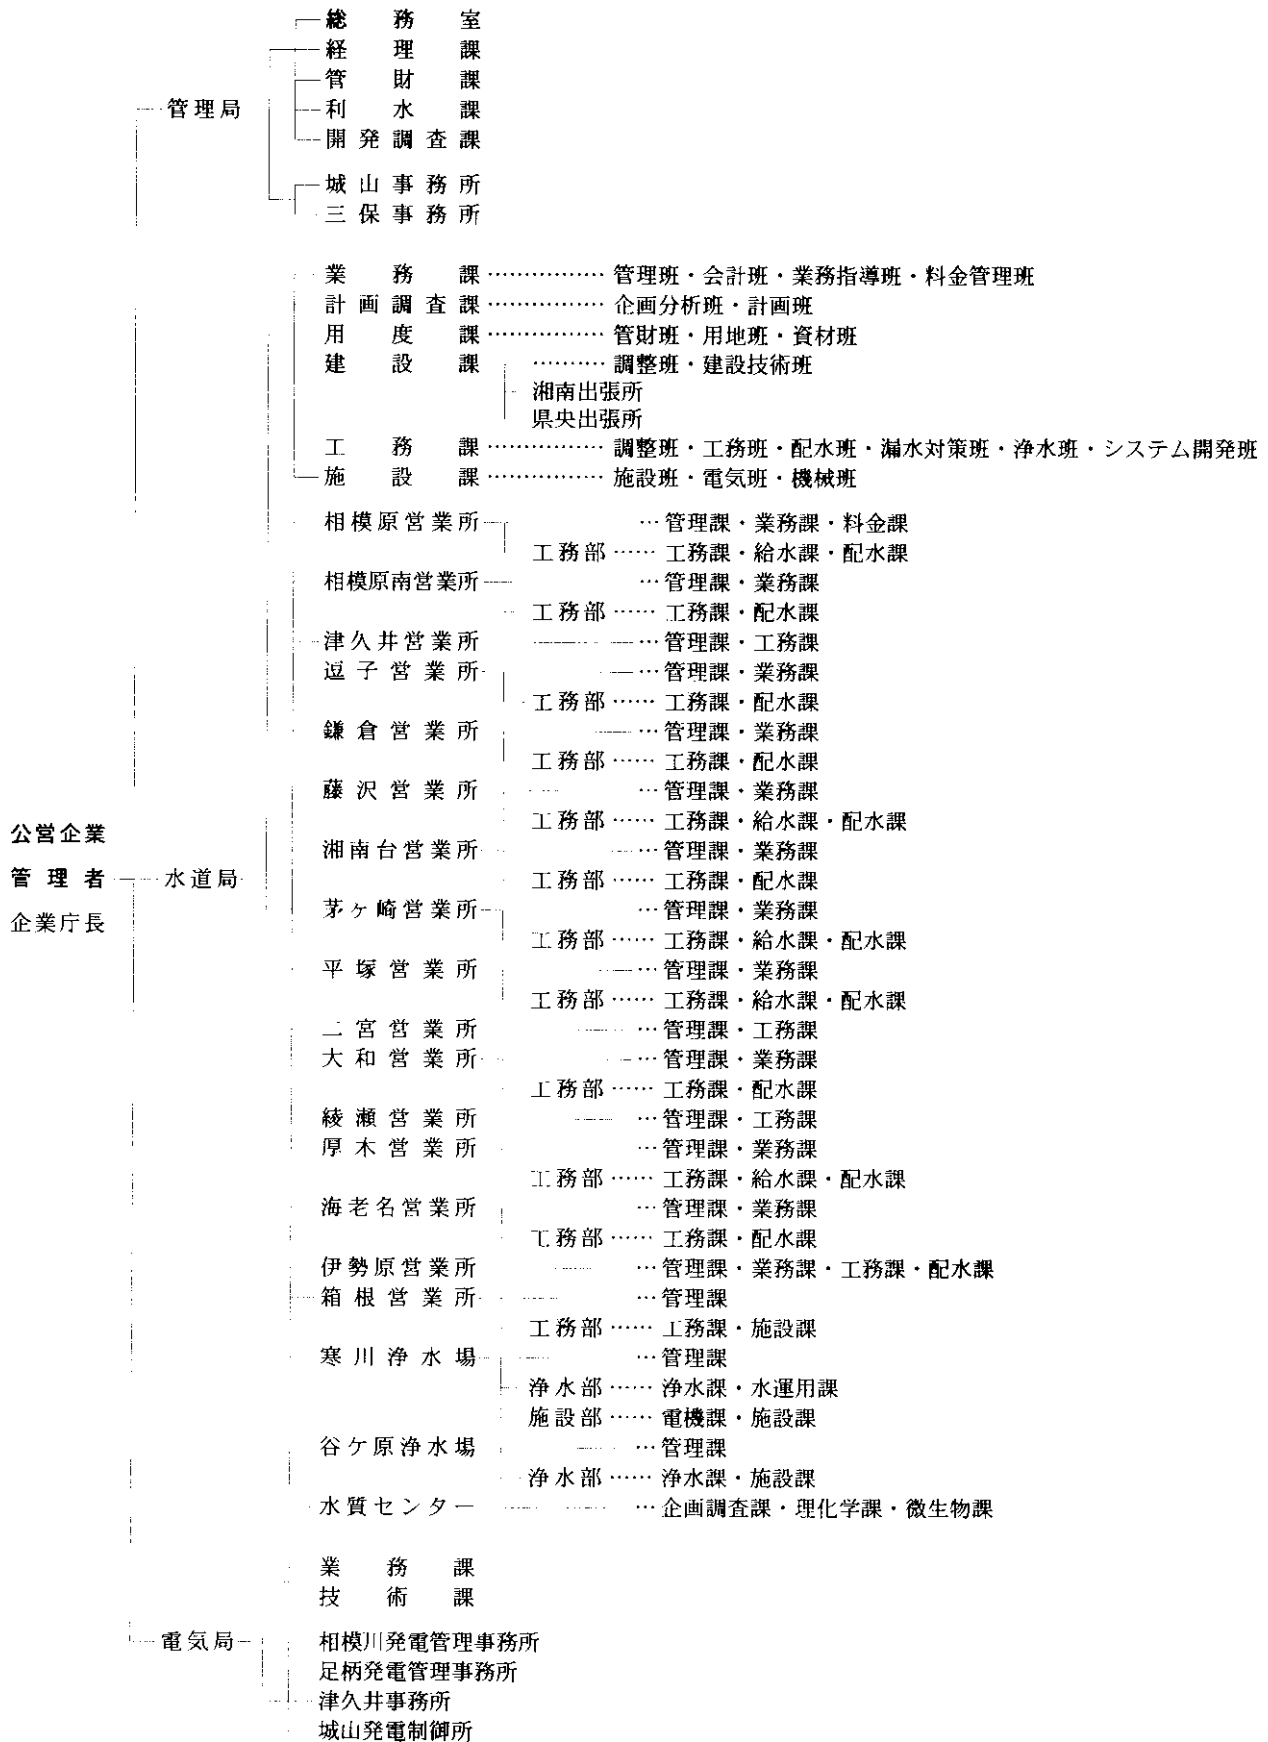 総務室
経理課
管財課
管理局 利水課
開発調査課
城山事務所
三保事務所
業務課……………管理班・会計班・業務指導班・料金管理班
計画調査課……………企画分析班・計画班
用度課……………管財班・用地班・資材班
建設課………調整班・建設技術班
湘南出張所
県央出張所
工務課……………調整班・工務班・配水班・漏水対策班・浄水班・システム開発班
施設課……………施設班・電気班・機械班
相模原営業所…管理課・業務課・料金課
工務部……工務課・給水課・配水課
相模原南営業所…管理課・業務課
工務部……工務課・配水課
津久井営業所…管理課・工務課
逗子営業所…管理課・業務課
工務部……工務課・配水課
鎌倉営業所…管理課・業務課
工務部……工務課・配水課
藤沢営業所…管理課・業務課
工務部……工務課・給水課・配水課
公営企業
湘南台営業所…管理課・業務課
管理者 水道局 工務部……工務課・配水課
企業庁長 茅ヶ崎営業所…管理課・業務課
工務部……工務課・給水課・配水課
平塚営業所…管理課・業務課
工務部……工務課・給水課・配水課
二宮営業所…管理課・工務課
大和営業所…管理課・業務課
工務部……工務課・配水課
綾瀬営業所…管理課・工務課
厚木営業所…管理課・業務課
工務部……工務課・給水課・配水課
海老名営業所…管理課・業務課
工務部……工務課・配水課
伊勢原営業所…管理課・業務課・工務課・配水課
箱根営業所…管理課
工務部……工務課・施設課
寒川浄水場…管理課
浄水部……浄水課・水運用課
施設部……電機課・施設課
谷ケ原浄水場…管理課
浄水部……浄水課・施設課
水質センター…企画調査課・理化学課・微生物課
業務課
技術課
電気局 相模川発電管理事務所
足柄発電管理事務所
津久井事務所
城山発電制御所